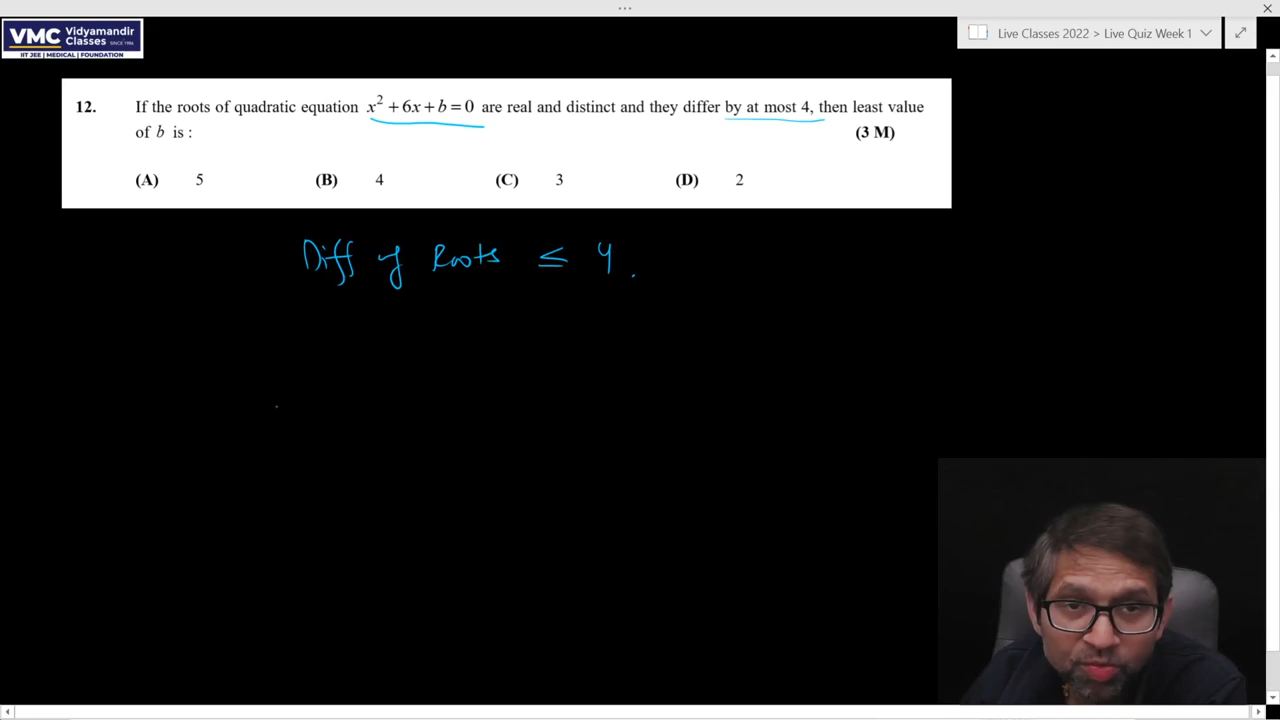 ...
VMC Vidyamandir Classes SINCE 1986
IIT JEE | MEDICAL | FOUNDATION
Live Classes 2022 > Live Quiz Week 1
12. If the roots of quadratic equation x² + 6x + b = 0 are real and distinct and they differ by at most 4, then least value
of b is : (3 M)
(A) 5 (B) 4 (C) 3 (D) 2
Diff of Roots ≤ 4.